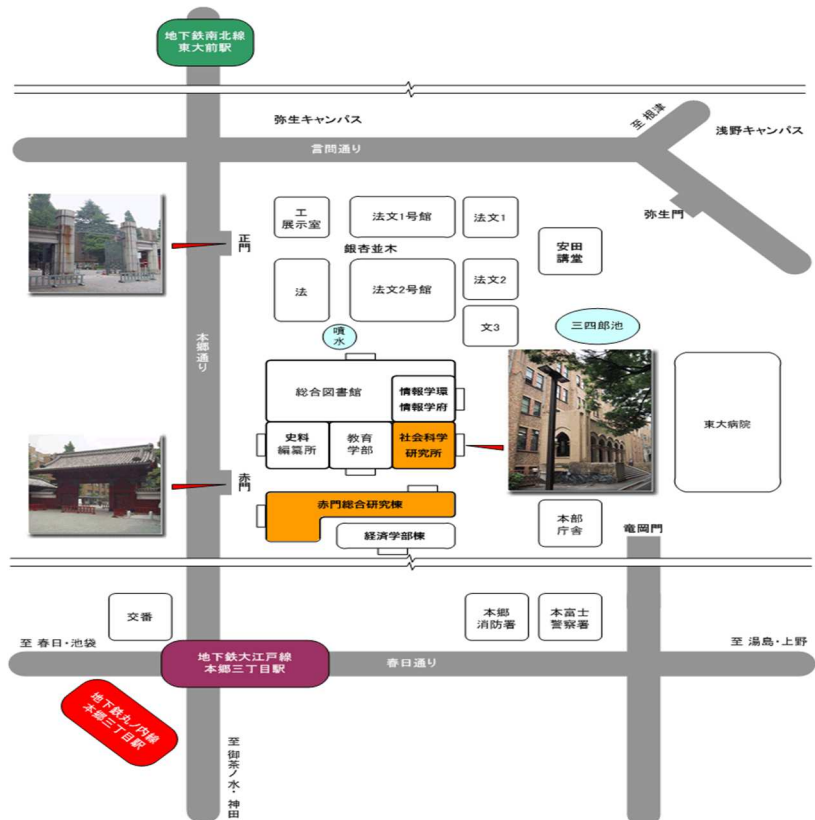 地下鉄南北線
東大前駅
弥生キャンパス
至 根津
浅野キャンパス
言問通り
弥生門
工
展示室
法文1号館
法文1
正門
銀杏並木
安田
講堂
法
法文2号館
法文2
文3
三四郎池
噴
水
本郷通り
総合図書館
情報学環
情報学府
東大病院
史料
編纂所
教育
学部
社会科学
研究所
赤門
赤門総合研究棟
経済学部棟
本部
庁舎
竜岡門
交番
本郷
消防署
本富士
警察署
至 春日・池袋
地下鉄大江戸線
本郷三丁目駅
春日通り
至 湯島・上野
地下鉄丸ノ内線
本郷三丁目駅
至 御茶ノ水・神田